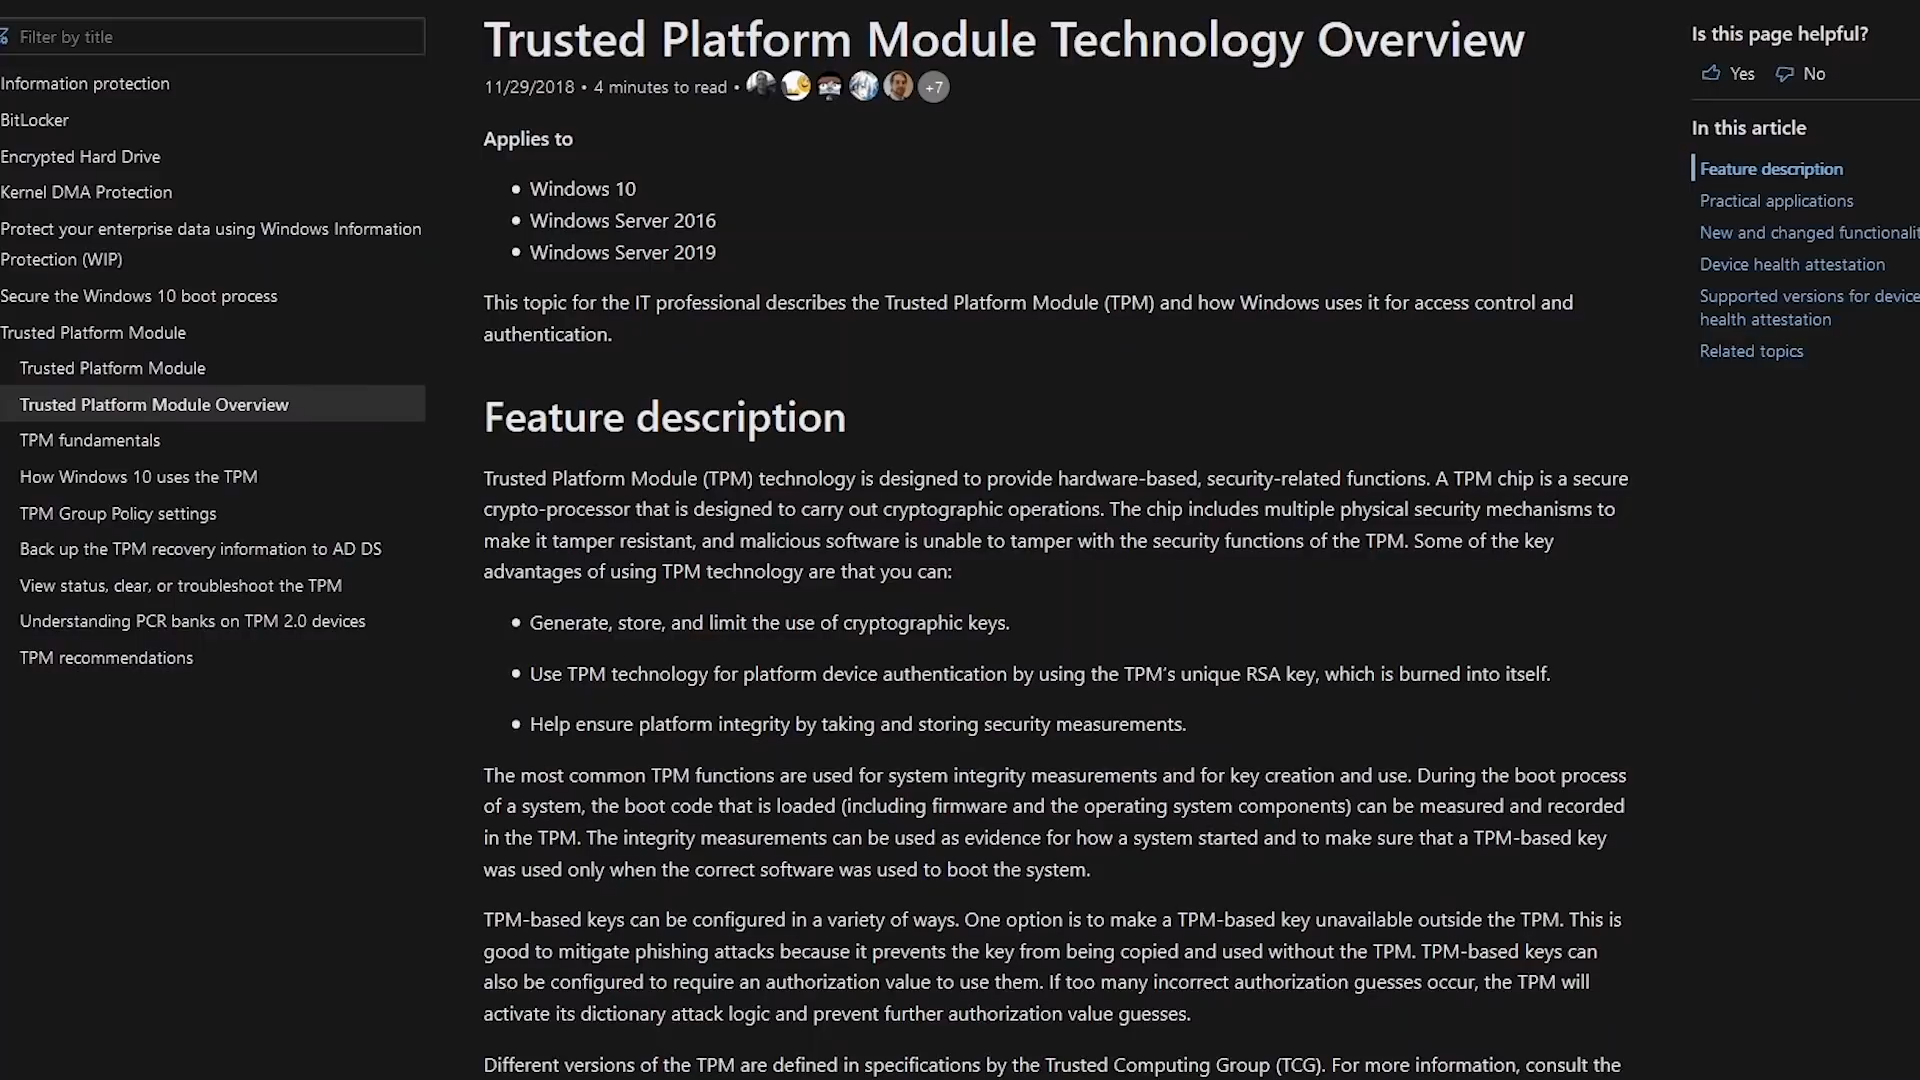 Filter by title
Information protection
BitLocker
Encrypted Hard Drive
Kernel DMA Protection
Protect your enterprise data using Windows Information
Protection (WIP)
Secure the Windows 10 boot process
Trusted Platform Module
Trusted Platform Module
Trusted Platform Module Overview
TPM fundamentals
How Windows 10 uses the TPM
TPM Group Policy settings
Back up the TPM recovery information to AD DS
View status, clear, or troubleshoot the TPM
Understanding PCR banks on TPM 2.0 devices
TPM recommendations
Trusted Platform Module Technology Overview
11/29/2018 • 4 minutes to read • +7
Applies to
• Windows 10
• Windows Server 2016
• Windows Server 2019
This topic for the IT professional describes the Trusted Platform Module (TPM) and how Windows uses it for access control and
authentication.
Feature description
Trusted Platform Module (TPM) technology is designed to provide hardware-based, security-related functions. A TPM chip is a secure
crypto-processor that is designed to carry out cryptographic operations. The chip includes multiple physical security mechanisms to
make it tamper resistant, and malicious software is unable to tamper with the security functions of the TPM. Some of the key
advantages of using TPM technology are that you can:
• Generate, store, and limit the use of cryptographic keys.
• Use TPM technology for platform device authentication by using the TPM's unique RSA key, which is burned into itself.
• Help ensure platform integrity by taking and storing security measurements.
The most common TPM functions are used for system integrity measurements and for key creation and use. During the boot process
of a system, the boot code that is loaded (including firmware and the operating system components) can be measured and recorded
in the TPM. The integrity measurements can be used as evidence for how a system started and to make sure that a TPM-based key
was used only when the correct software was used to boot the system.
TPM-based keys can be configured in a variety of ways. One option is to make a TPM-based key unavailable outside the TPM. This is
good to mitigate phishing attacks because it prevents the key from being copied and used without the TPM. TPM-based keys can
also be configured to require an authorization value to use them. If too many incorrect authorization guesses occur, the TPM will
activate its dictionary attack logic and prevent further authorization value guesses.
Different versions of the TPM are defined in specifications by the Trusted Computing Group (TCG). For more information, consult the
Is this page helpful?
Yes No
In this article
Feature description
Practical applications
New and changed functionalit
Device health attestation
Supported versions for device
health attestation
Related topics